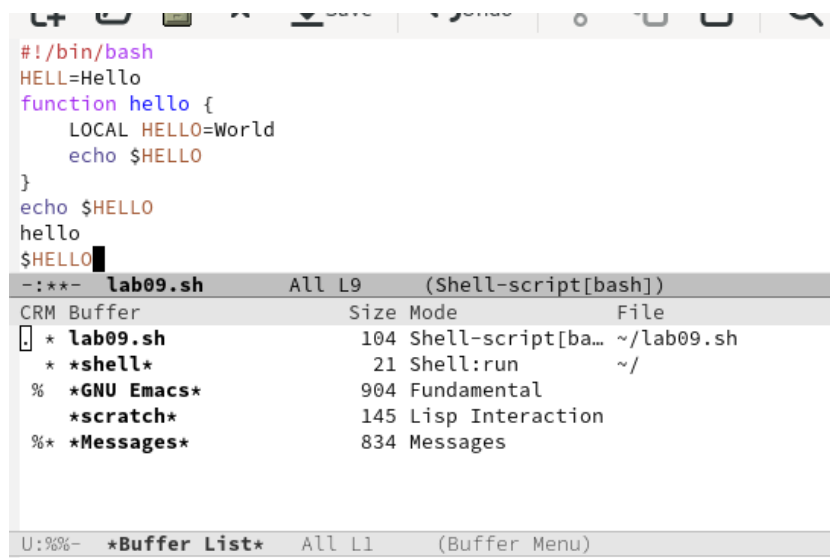 #!/bin/bash
HELL=Hello
function hello {
    LOCAL HELLO=World
    echo $HELLO
}
echo $HELLO
hello
$HELLO
-:**-  lab09.sh       All L9     (Shell-script[bash])
CRM Buffer                 Size Mode             File
. * lab09.sh                104 Shell-script[ba… ~/lab09.sh
  * *shell*                  21 Shell:run        ~/
 %  *GNU Emacs*             904 Fundamental
    *scratch*               145 Lisp Interaction
 %* *Messages*              834 Messages
U:%%-  *Buffer List*   All L1     (Buffer Menu)